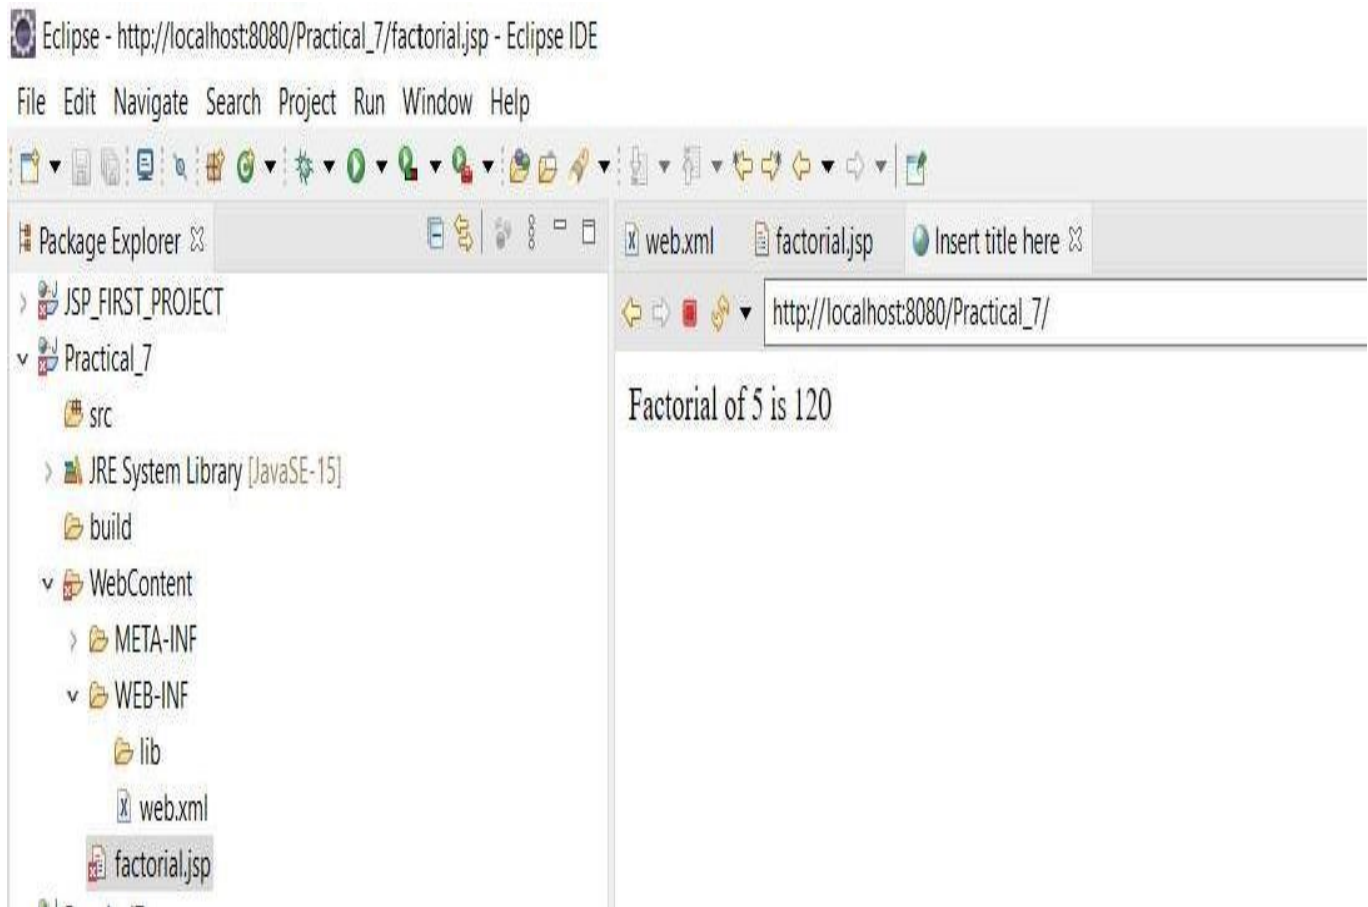 Eclipse - http://localhost:8080/Practical_7/factorial.jsp - Eclipse IDE
File Edit Navigate Search Project Run Window Help
Package Explorer
JSP_FIRST_PROJECT
Practical_7
src
JRE System Library [JavaSE-15]
build
WebContent
META-INF
WEB-INF
lib
web.xml
factorial.jsp
web.xml factorial.jsp Insert title here
http://localhost:8080/Practical_7/
Factorial of 5 is 120